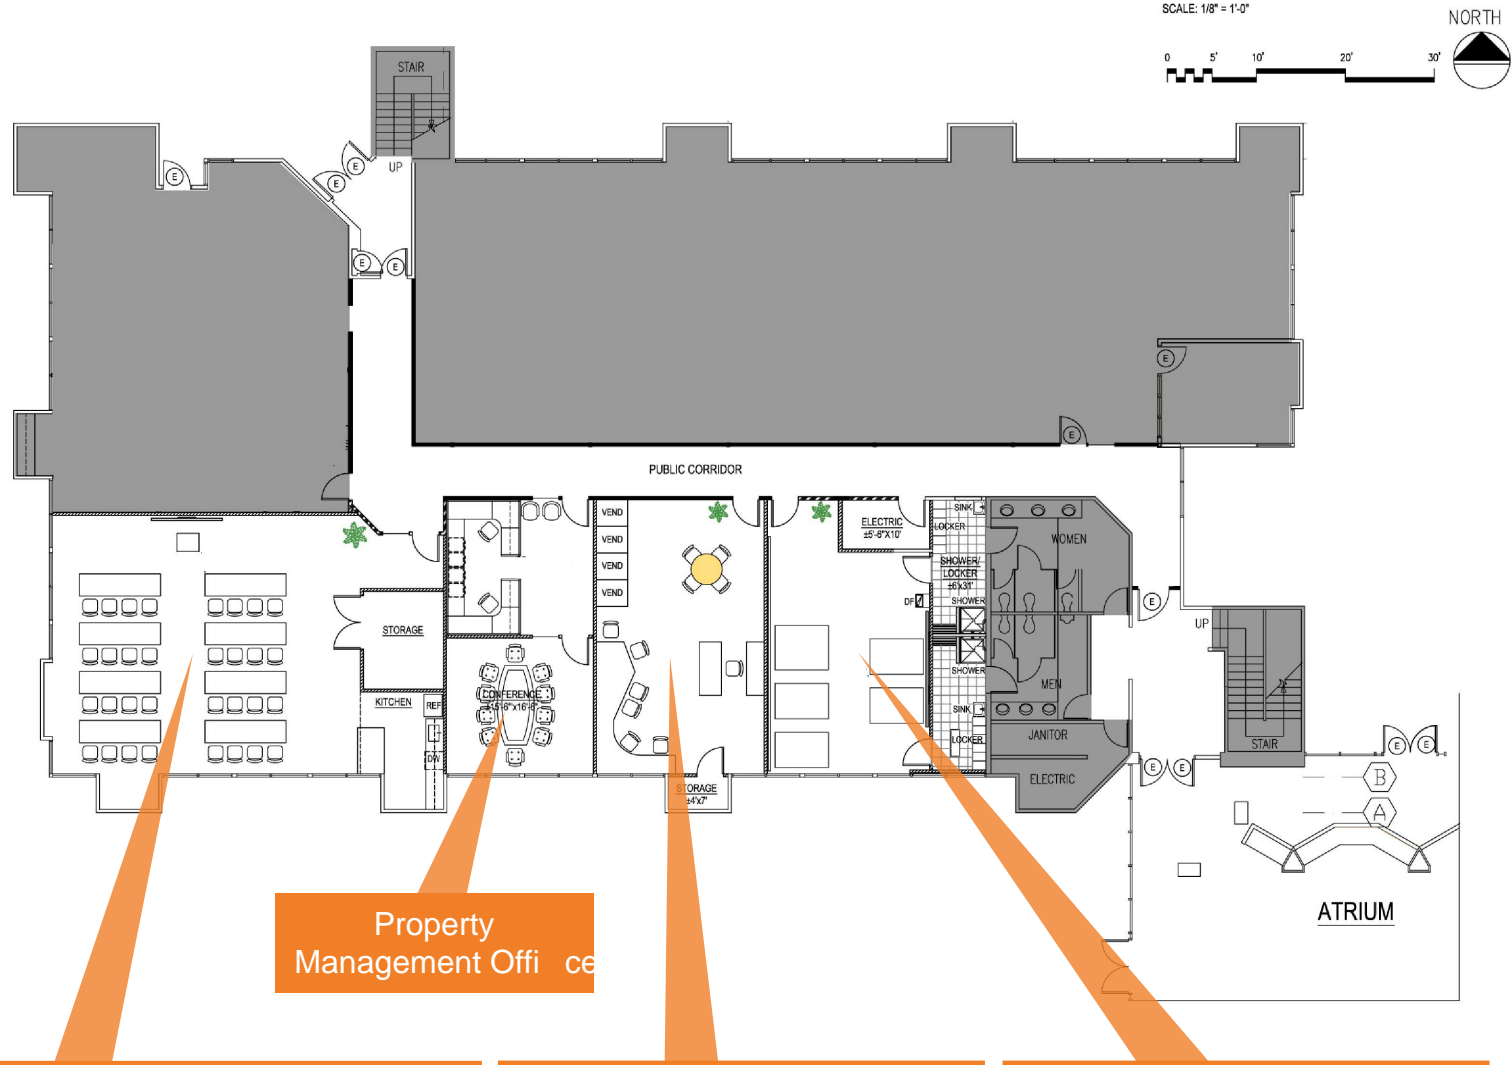 SCALE: 1/8" = 1'-0"
NORTH
0 5' 10' 20' 30'
STAIR
UP
E
E
E
E
E
E
E
PUBLIC CORRIDOR
VEND
VEND
VEND
VEND
ELECTRIC
±5'-6"X10'
SINK
LOCKER
WOMEN
SHOWER/
LOCKER
±6'x31'
SHOWER
DF
E
UP
STORAGE
SHOWER
MEN
KITCHEN
REF
CONFERENCE
SINK
JANITOR
LOCKER
STAIR
E E
DW
E E
ELECTRIC
B
STORAGE
±4'x7'
A
ATRIUM
Property
Management Offi ce